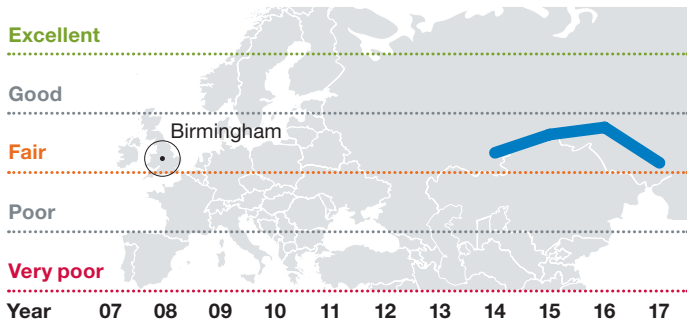 Excellent
Good
Birmingham
Fair
Poor
Very poor
Year 07 08 09 10 11 12 13 14 15 16 17